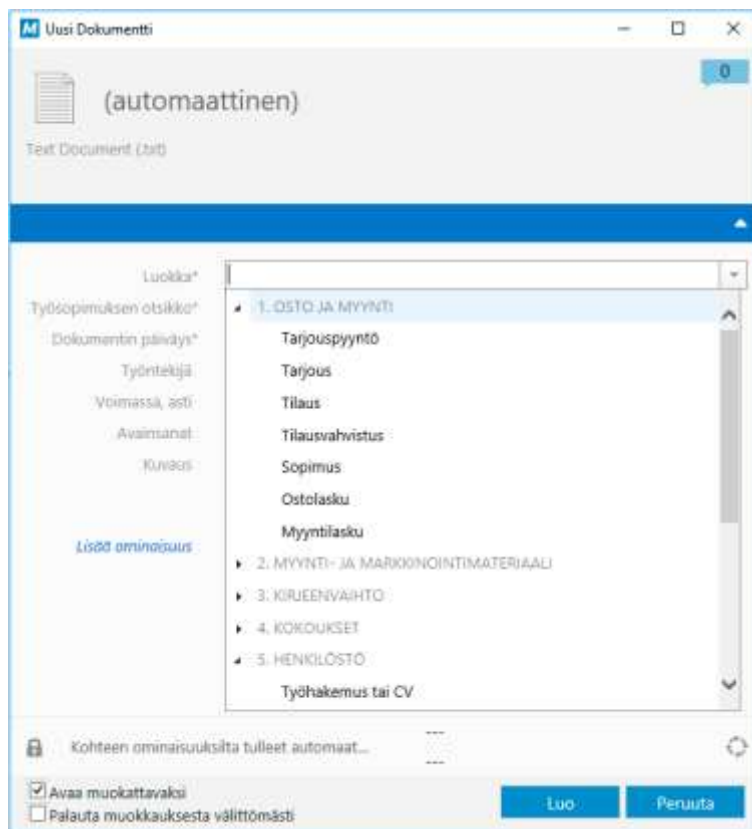 M Uusi Dokumentti
0
(automaattinen)
Text Document (.txt)
Luokka*
Työsopimuksen otsikko*
Dokumentin päiväys*
Työntekijä
Voimassa, asti
Avainsanat
Kuvaus
Lisää ominaisuus
1. OSTO JA MYYNTI
Tarjouspyyntö
Tarjous
Tilaus
Tilausvahvistus
Sopimus
Ostolasku
Myyntilasku
2. MYYNTI- JA MARKKINOINTIMATERIAALI
3. KIRJEENVAIHTO
4. KOKOUKSET
5. HENKILÖSTÖ
Työhakemus tai CV
Kohteen ominaisuuksilta tulleet automaat...
---
---
Avaa muokattavaksi
Palauta muokkauksesta välittömästi
Luo
Peruuta